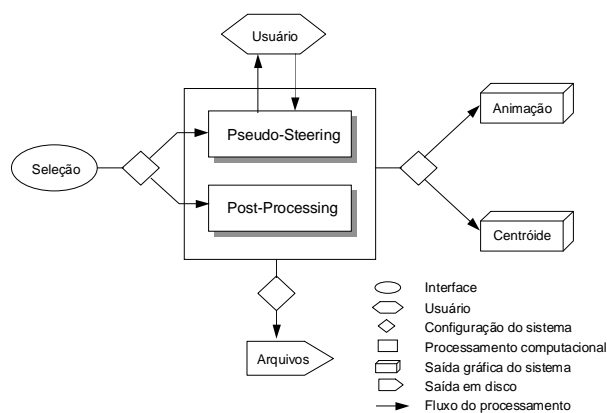 Usuário
Pseudo-Steering
Animação
Seleção
Post-Processing
Centróide
Arquivos
Interface
Usuário
Configuração do sistema
Processamento computacional
Saída gráfica do sistema
Saída em disco
Fluxo do processamento